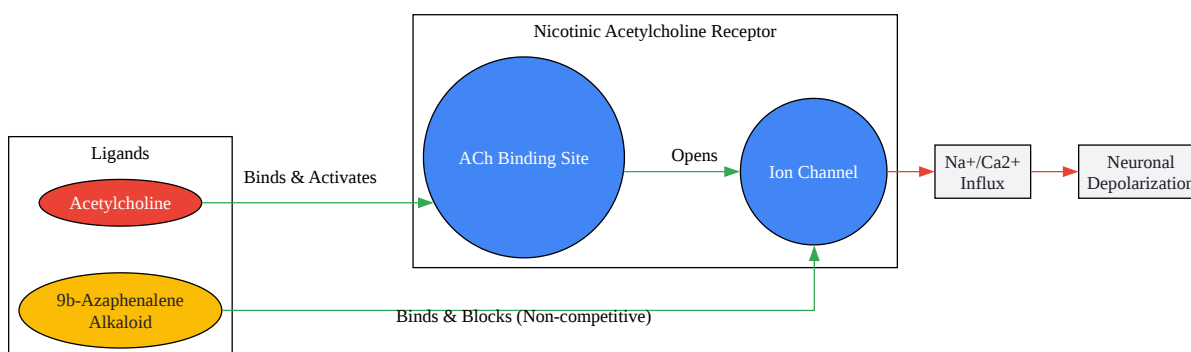 Nicotinic Acetylcholine Receptor
Ligands
Acetylcholine
9b-Azaphenalene
Alkaloid
Binds & Activates
ACh Binding Site
Opens
Ion Channel
Na+/Ca2+
Influx
Neuronal
Depolarization
Binds & Blocks (Non-competitive)